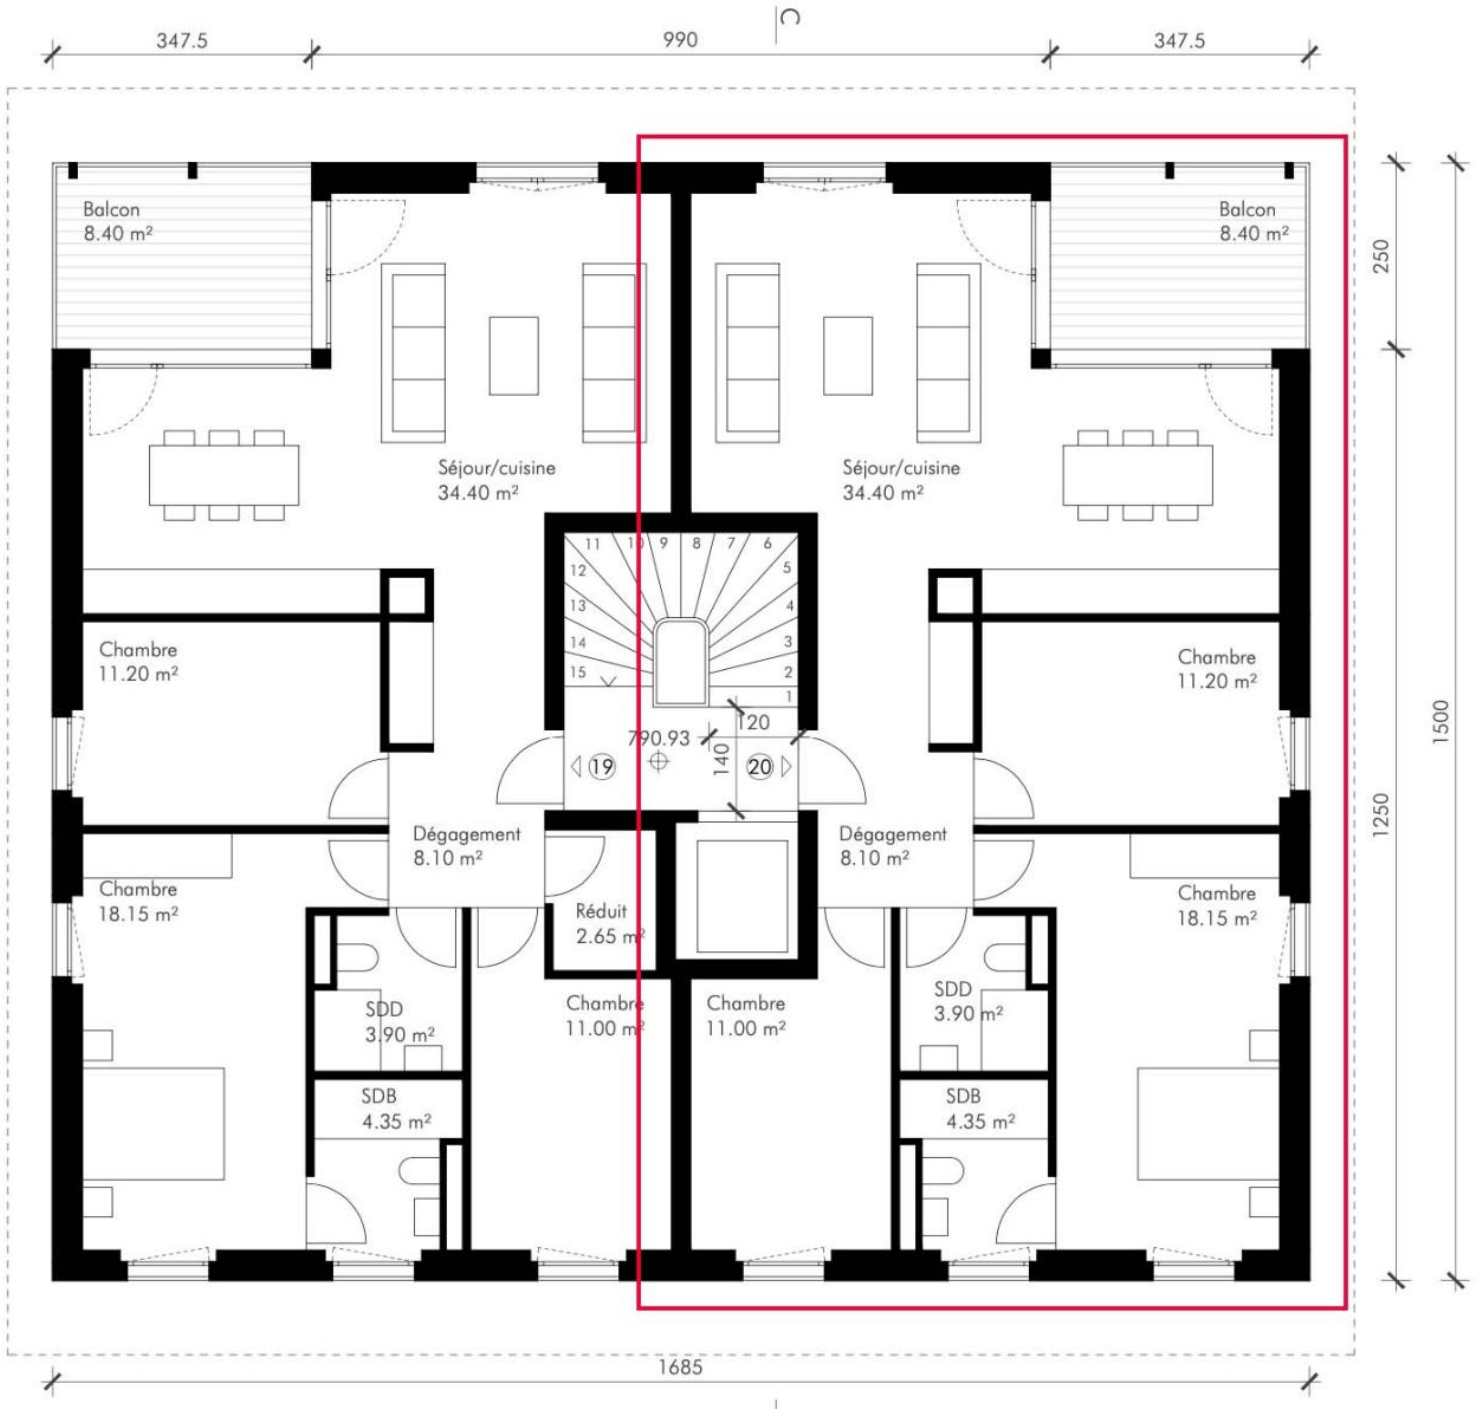 C
347.5
990
347.5
Balcon
8.40 m²
Balcon
8.40 m²
250
1500
Séjour/cuisine
34.40 m²
Séjour/cuisine
34.40 m²
11
10
9
8
7
6
12
5
13
4
14
3
15
2
1
Chambre
11.20 m²
Chambre
11.20 m²
120
790.93
140
19
20
1250
Dégagement
8.10 m²
Dégagement
8.10 m²
Chambre
18.15 m²
Chambre
18.15 m²
Réduit
2.65 m²
SDD
3.90 m²
Chambre
11.00 m²
Chambre
11.00 m²
SDD
3.90 m²
SDB
4.35 m²
SDB
4.35 m²
1685